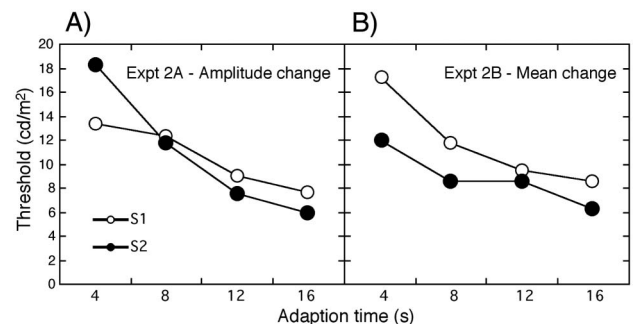 A)
B)
Expt 2A - Amplitude change
Expt 2B - Mean change
Threshold (cd/m²)
20
18
16
14
12
10
8
6
4
2
0
S1
S2
4 8 12 16
4 8 12 16
Adaption time (s)